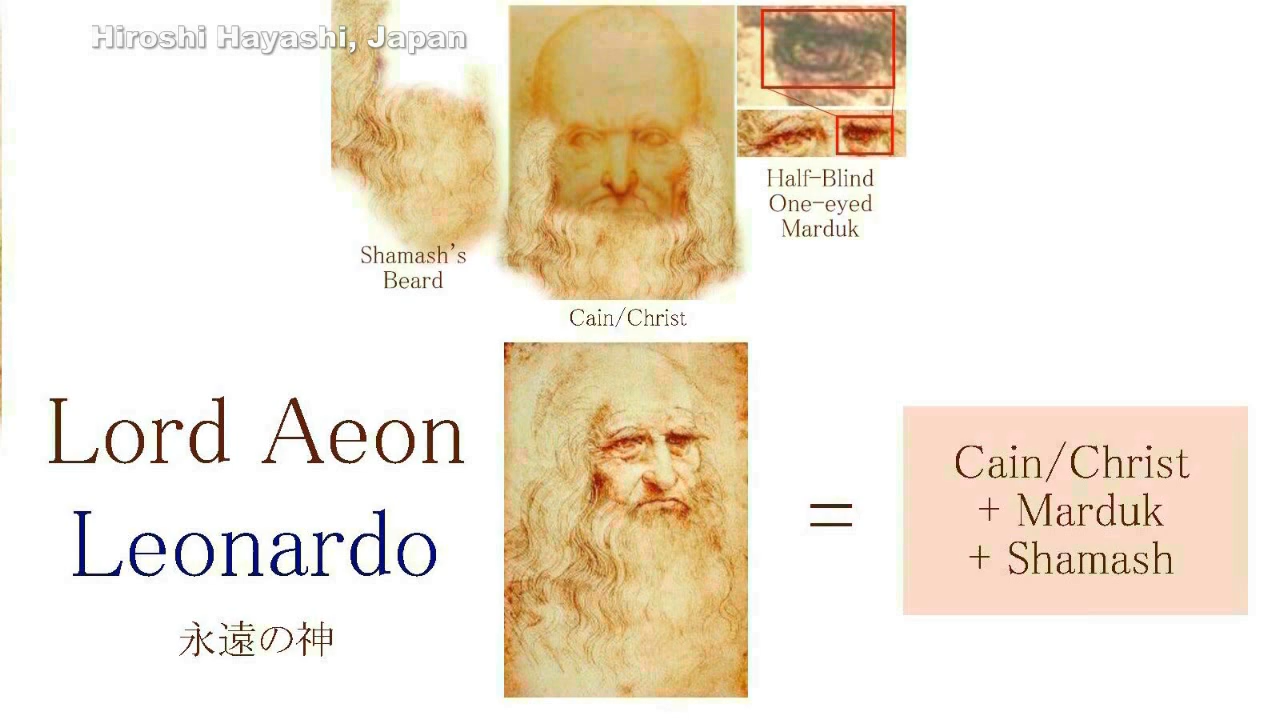 Hiroshi Hayashi, Japan
Shamash's
Beard
Cain/Christ
Half-Blind
One-eyed
Marduk
Lord Aeon
Leonardo
永遠の神
=
Cain/Christ
+ Marduk
+ Shamash